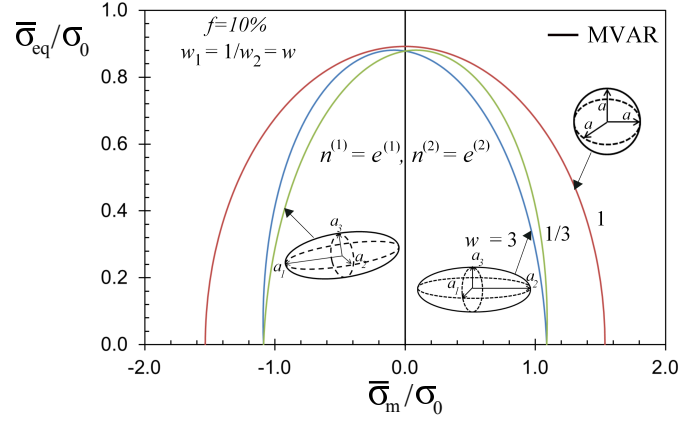 σ̅eq/σ0
f=10%
w1 = 1/w2 = w
MVAR
1.0
0.8
0.6
0.4
0.2
0.0
a
a
a
n(1) = e(1), n(2) = e(2)
1
1/3
w = 3
a3
a1
a
a3
a1
a2
-2.0
-1.0
0.0
1.0
2.0
σ̅m/σ0